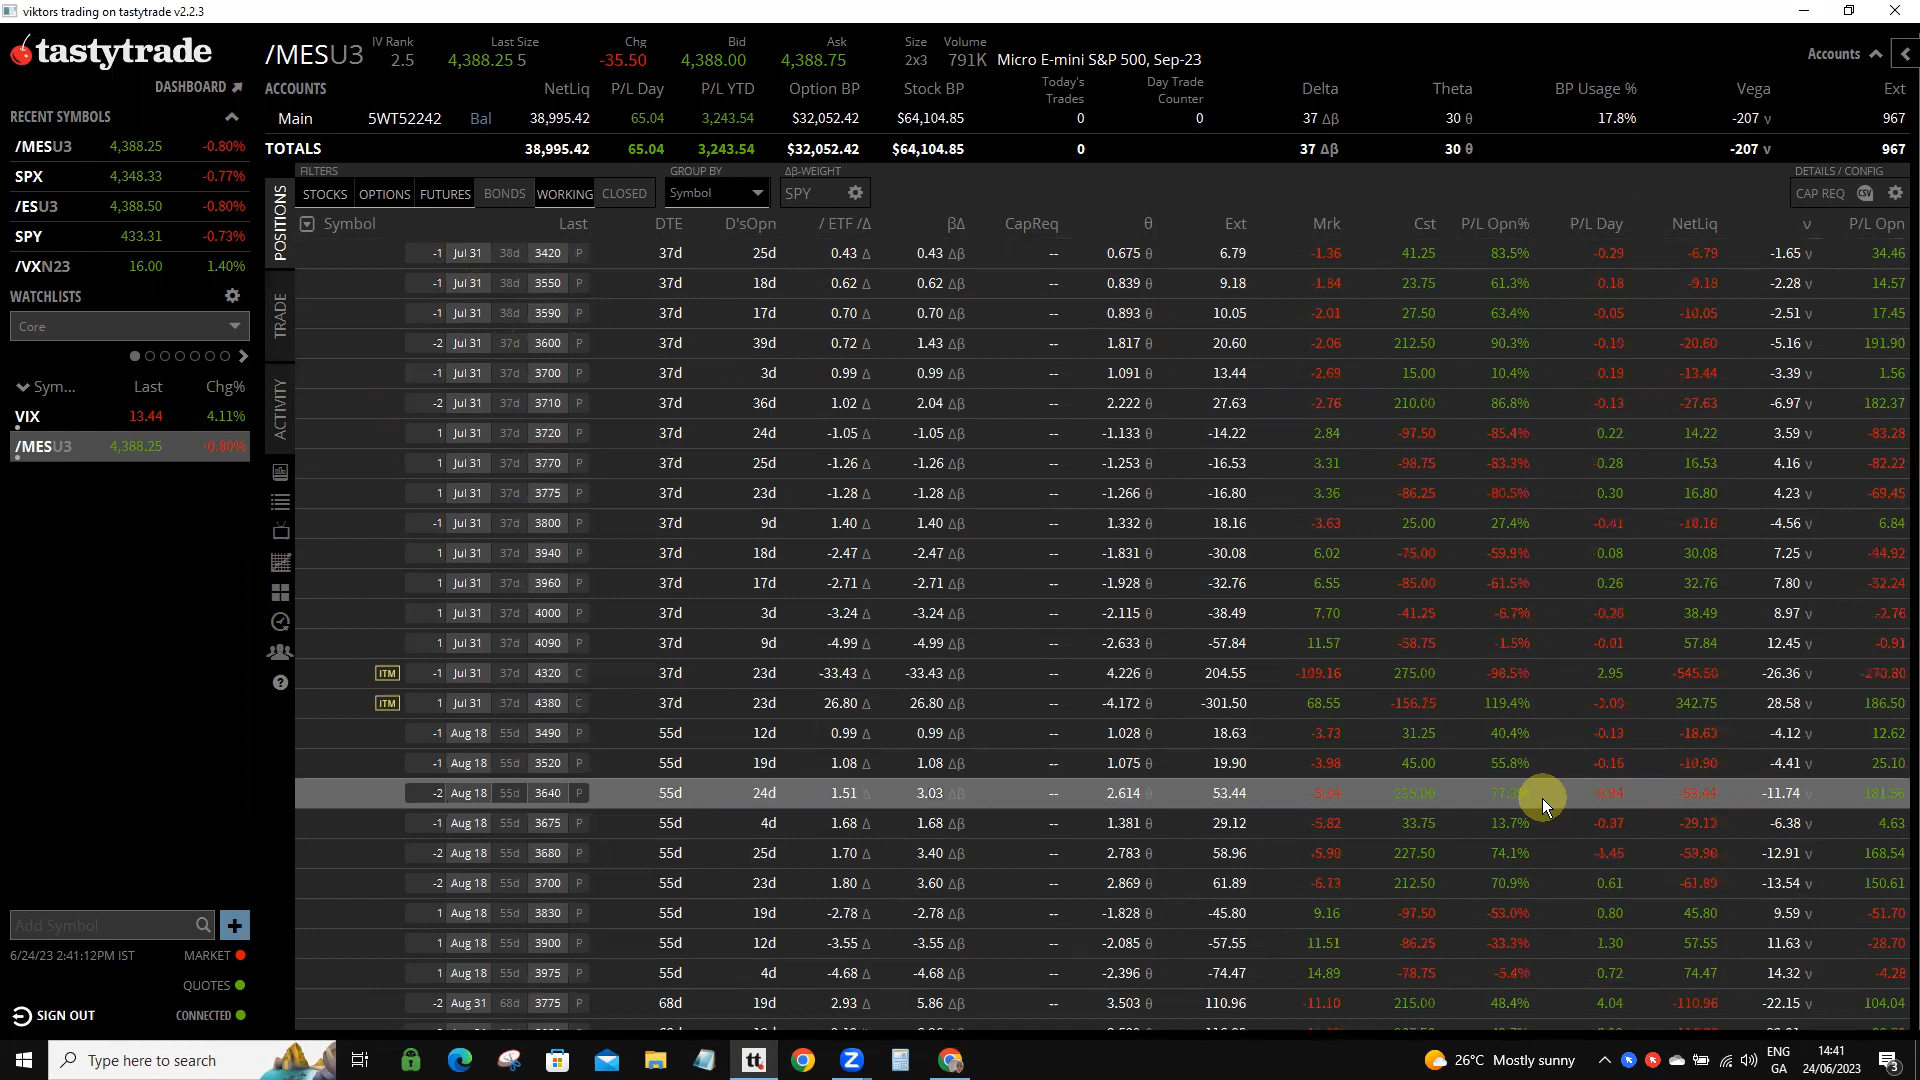 viktors trading on tastytrade v2.2.3
tastytrade
DASHBOARD
RECENT SYMBOLS
/MESU3 4,388.25 -0.80%
SPX 4,348.33 -0.77%
/ESU3 4,388.50 -0.80%
SPY 433.31 -0.73%
/VXN23 16.00 1.40%
WATCHLISTS
Core
Sym... Last Chg%
VIX 13.44 4.11%
/MESU3 4,388.25 -0.80%
Add Symbol
6/24/23 2:41:12PM IST MARKET
QUOTES
SIGN OUT CONNECTED
/MESU3 IV Rank 2.5 Last Size 4,388.25 5 Chg -35.50 Bid 4,388.00 Ask 4,388.75 Size 2x3 Volume 791K Micro E-mini S&P 500, Sep-23 Accounts
ACCOUNTS NetLiq P/L Day P/L YTD Option BP Stock BP Today's Trades Day Trade Counter Delta Theta BP Usage % Vega Ext
Main 5WT52242 Bal 38,995.42 65.04 3,243.54 $32,052.42 $64,104.85 0 0 37 Δβ 30 θ 17.8% -207 ν 967
TOTALS 38,995.42 65.04 3,243.54 $32,052.42 $64,104.85 0 37 Δβ 30 θ -207 ν 967
FILTERS GROUP BY Δβ-WEIGHT DETAILS / CONFIG
STOCKS OPTIONS FUTURES BONDS WORKING CLOSED Symbol SPY CAP REQ CSV
POSITIONS
TRADE
ACTIVITY
Symbol Last DTE D'sOpn / ETF /Δ βΔ CapReq θ Ext Mrk Cst P/L Opn% P/L Day NetLiq ν P/L Opn
-1 Jul 31 38d 3420 P 37d 25d 0.43 Δ 0.43 Δβ -- 0.675 θ 6.79 -1.36 41.25 83.5% -0.29 -6.79 -1.65 ν 34.46
-1 Jul 31 38d 3550 P 37d 18d 0.62 Δ 0.62 Δβ -- 0.839 θ 9.18 -1.84 23.75 61.3% -0.18 -9.18 -2.28 ν 14.57
-1 Jul 31 38d 3590 P 37d 17d 0.70 Δ 0.70 Δβ -- 0.893 θ 10.05 -2.01 27.50 63.4% -0.05 -10.05 -2.51 ν 17.45
-2 Jul 31 37d 3600 P 37d 39d 0.72 Δ 1.43 Δβ -- 1.817 θ 20.60 -2.06 212.50 90.3% -0.10 -20.60 -5.16 ν 191.90
-1 Jul 31 37d 3700 P 37d 3d 0.99 Δ 0.99 Δβ -- 1.091 θ 13.44 -2.69 15.00 10.4% -0.19 -13.44 -3.39 ν 1.56
-2 Jul 31 37d 3710 P 37d 36d 1.02 Δ 2.04 Δβ -- 2.222 θ 27.63 -2.76 210.00 86.8% -0.13 -27.63 -6.97 ν 182.37
1 Jul 31 37d 3720 P 37d 24d -1.05 Δ -1.05 Δβ -- -1.133 θ -14.22 2.84 -97.50 -85.4% 0.22 14.22 3.59 ν -83.28
1 Jul 31 37d 3770 P 37d 25d -1.26 Δ -1.26 Δβ -- -1.253 θ -16.53 3.31 -98.75 -83.3% 0.28 16.53 4.16 ν -82.22
1 Jul 31 37d 3775 P 37d 23d -1.28 Δ -1.28 Δβ -- -1.266 θ -16.80 3.36 -86.25 -80.5% 0.30 16.80 4.23 ν -69.45
-1 Jul 31 37d 3800 P 37d 9d 1.40 Δ 1.40 Δβ -- 1.332 θ 18.16 -3.63 25.00 27.4% -0.41 -18.16 -4.56 ν 6.84
1 Jul 31 37d 3940 P 37d 18d -2.47 Δ -2.47 Δβ -- -1.831 θ -30.08 6.02 -75.00 -59.9% 0.08 30.08 7.25 ν -44.92
1 Jul 31 37d 3960 P 37d 17d -2.71 Δ -2.71 Δβ -- -1.928 θ -32.76 6.55 -85.00 -61.5% 0.26 32.76 7.80 ν -52.24
1 Jul 31 37d 4000 P 37d 3d -3.24 Δ -3.24 Δβ -- -2.115 θ -38.49 7.70 -41.25 -6.7% -0.20 38.49 8.97 ν -2.76
1 Jul 31 37d 4090 P 37d 9d -4.99 Δ -4.99 Δβ -- -2.633 θ -57.84 11.57 -58.75 -1.5% -0.01 57.84 12.45 ν -0.91
ITM -1 Jul 31 37d 4320 C 37d 23d -33.43 Δ -33.43 Δβ -- 4.226 θ 204.55 -109.16 275.00 -98.5% 2.95 -545.80 -26.36 ν -270.80
ITM 1 Jul 31 37d 4380 C 37d 23d 26.80 Δ 26.80 Δβ -- -4.172 θ -301.50 68.55 -156.25 119.4% 342.75 28.58 ν 186.50
-1 Aug 18 55d 3490 P 55d 12d 0.99 Δ 0.99 Δβ -- 1.028 θ 18.63 -3.73 31.25 40.4% -0.13 -18.63 -4.12 ν 12.62
-1 Aug 18 55d 3520 P 55d 19d 1.08 Δ 1.08 Δβ -- 1.075 θ 19.90 -3.98 45.00 55.8% -19.90 -4.41 ν 25.10
-2 Aug 18 55d 3640 P 55d 24d 1.51 Δ 3.03 Δβ -- 2.614 θ 53.44 -5.34 235.00 -53.44 -11.74 ν 181.56
-1 Aug 18 55d 3675 P 55d 4d 1.68 Δ 1.68 Δβ -- 1.381 θ 29.12 -5.82 33.75 13.7% -29.12 -6.38 ν 4.63
-2 Aug 18 55d 3680 P 55d 25d 1.70 Δ 3.40 Δβ -- 2.783 θ 58.96 -5.90 227.50 74.1% -1.45 -58.96 -12.91 ν 168.54
-2 Aug 18 55d 3700 P 55d 23d 1.80 Δ 3.60 Δβ -- 2.869 θ 61.89 212.50 70.9% 0.61 -61.89 -13.54 ν 150.61
1 Aug 18 55d 3830 P 55d 19d -2.78 Δ -2.78 Δβ -- -1.828 θ -45.80 9.16 -97.50 -53.0% 0.80 45.80 9.59 ν -51.70
1 Aug 18 55d 3900 P 55d 12d -3.55 Δ -3.55 Δβ -- -2.085 θ -57.55 11.51 -86.25 -33.3% 1.30 57.55 11.63 ν -28.70
1 Aug 18 55d 3975 P 55d 4d -4.68 Δ -4.68 Δβ -- -2.396 θ -74.47 14.89 -78.75 -5.4% 0.72 74.47 14.32 ν -4.28
-2 Aug 31 68d 3775 P 68d 19d 2.93 Δ 5.86 Δβ -- 3.503 θ 110.96 -11.10 215.00 48.4% 4.04 -110.96 -22.15 ν 104.04
Type here to search
tt
26°C Mostly sunny
ENG
GA
14:41
24/06/2023
3